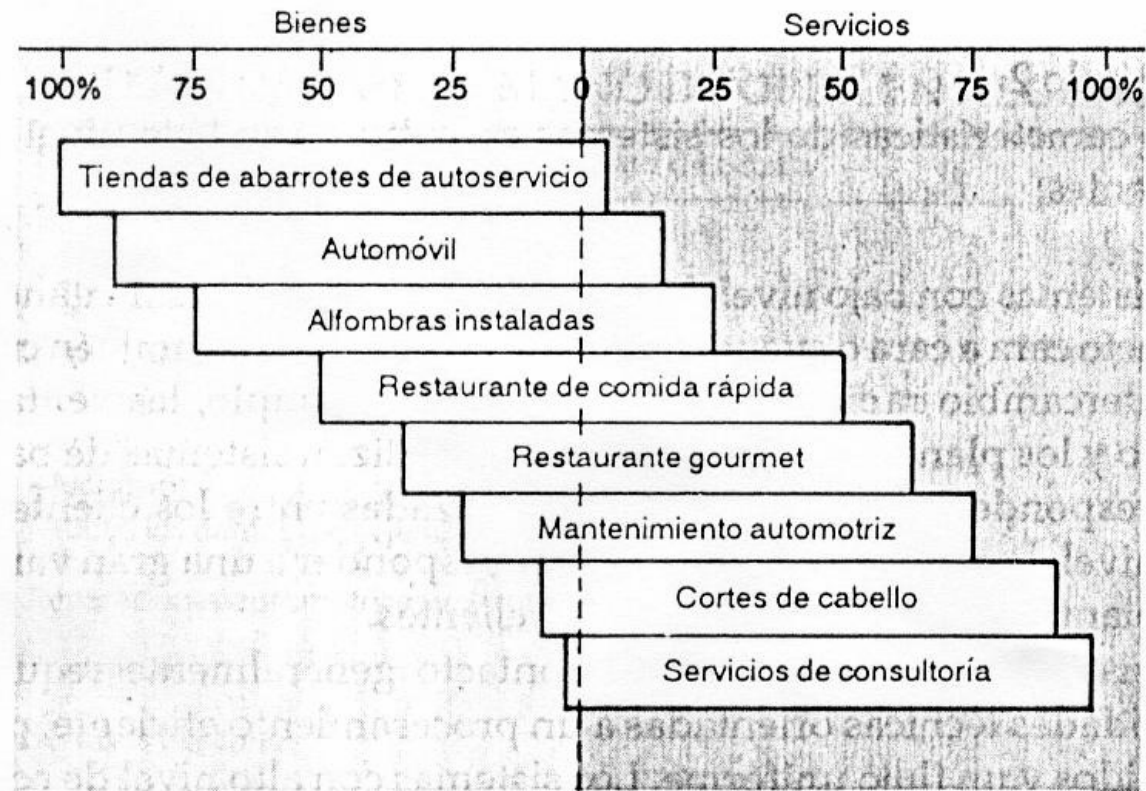 Bienes Servicios
100% 75 50 25 0 25 50 75 100%
Tiendas de abarrotes de autoservicio
Automóvil
Alfombras instaladas
Restaurante de comida rápida
Restaurante gourmet
Mantenimiento automotriz
Cortes de cabello
Servicios de consultoría